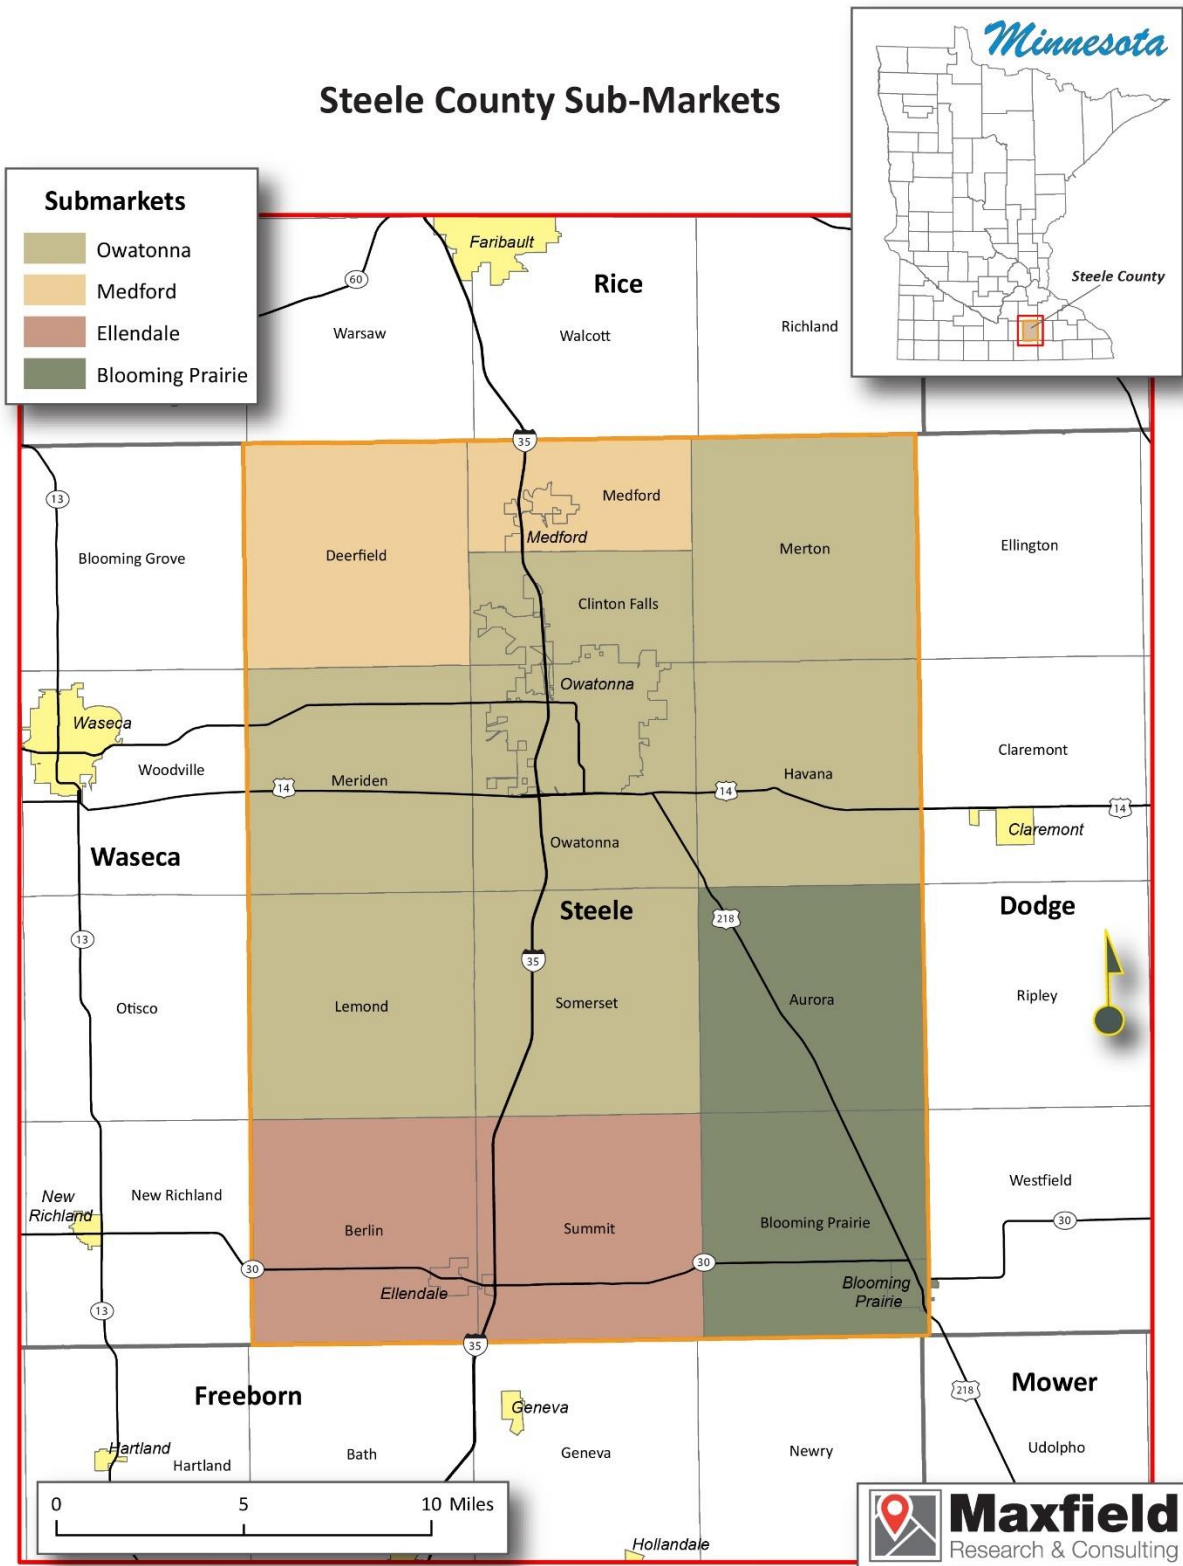 Minnesota
Steele County
Steele County Sub-Markets
Submarkets
Owatonna
Medford
Ellendale
Blooming Prairie
Faribault
60
Rice
Warsaw
Walcott
Richland
35
13
Medford
Medford
Blooming Grove
Deerfield
Merton
Ellington
Clinton Falls
Owatonna
Waseca
Woodville
Meriden
Havana
Claremont
14
14
14
Claremont
Owatonna
Waseca
Steele
Dodge
218
13
35
Otisco
Lemond
Somerset
Aurora
Ripley
New
Richland
New Richland
Westfield
Berlin
Summit
Blooming Prairie
30
30
30
Ellendale
Blooming
Prairie
13
35
Freeborn
Mower
218
Geneva
Hartland
Hartland
Bath
Geneva
Newry
Udolpho
0 5 10 Miles
Hollandale
Maxfield
Research & Consulting